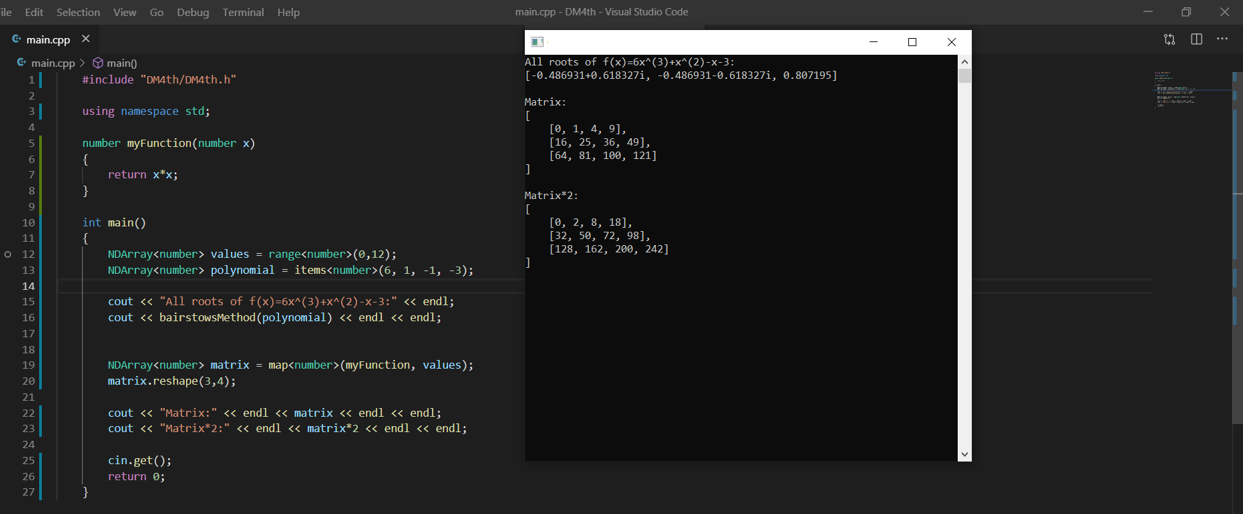 ile Edit Selection View Go Debug Terminal Help
main.cpp - DM4th - Visual Studio Code
main.cpp
main.cpp > main()
1 #include "DM4th/DM4th.h"
2
3 using namespace std;
4
5 number myFunction(number x)
6 {
7 return x*x;
8 }
9
10 int main()
11 {
12 NDArray<number> values = range<number>(0,12);
13 NDArray<number> polynomial = items<number>(6, 1, -1, -3);
14
15 cout << "All roots of f(x)=6x^(3)+x^(2)-x-3:" << endl;
16 cout << bairstowsMethod(polynomial) << endl << endl;
17
18
19 NDArray<number> matrix = map<number>(myFunction, values);
20 matrix.reshape(3,4);
21
22 cout << "Matrix:" << endl << matrix << endl << endl;
23 cout << "Matrix*2:" << endl << matrix*2 << endl << endl;
24
25 cin.get();
26 return 0;
27 }
All roots of f(x)=6x^(3)+x^(2)-x-3:
[-0.486931+0.618327i, -0.486931-0.618327i, 0.807195]
Matrix:
[
[0, 1, 4, 9],
[16, 25, 36, 49],
[64, 81, 100, 121]
]
Matrix*2:
[
[0, 2, 8, 18],
[32, 50, 72, 98],
[128, 162, 200, 242]
]